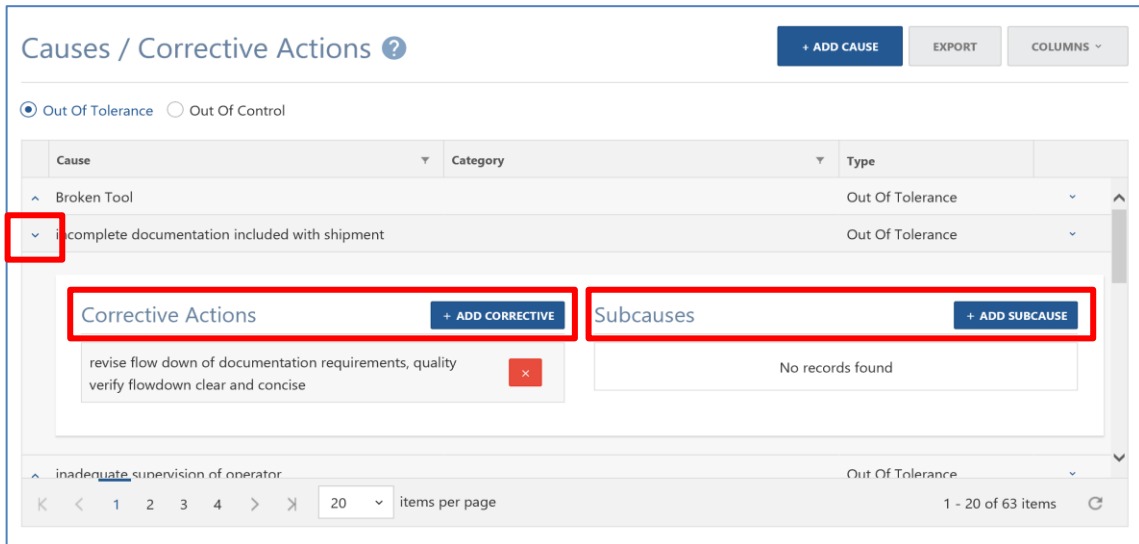 Causes / Corrective Actions ?
+ ADD CAUSE
EXPORT
COLUMNS
Out Of Tolerance
Out Of Control
Cause
Category
Type
Broken Tool
Out Of Tolerance
incomplete documentation included with shipment
Out Of Tolerance
Corrective Actions
+ ADD CORRECTIVE
Subcauses
+ ADD SUBCAUSE
revise flow down of documentation requirements, quality
verify flowdown clear and concise
×
No records found
inadequate supervision of operator
Out Of Tolerance
1 2 3 4
20
items per page
1 - 20 of 63 items